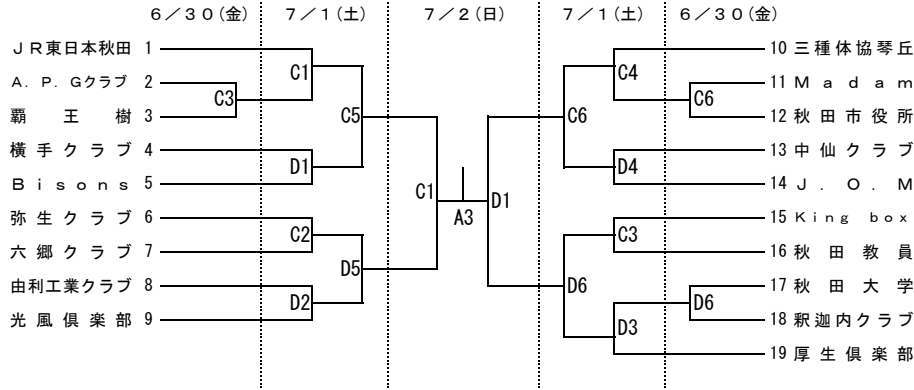 ６／３０(金) ７／１(土) ７／２(日) ７／１(土) ６／３０(金)
ＪＲ東日本秋田 1
Ａ．Ｐ．Ｇクラブ 2
覇王樹 3
横手クラブ 4
Ｂｉｓｏｎｓ 5
弥生クラブ 6
六郷クラブ 7
由利工業クラブ 8
光風倶楽部 9
C1
C3
C5
D1
C2
D5
D2
C1
A3
D1
C4
C6
C6
D4
C3
D6
D6
D3
10 三種体協琴丘
11 Ｍａｄａｍ
12 秋田市役所
13 中仙クラブ
14 Ｊ．Ｏ．Ｍ
15 Ｋｉｎｇ ｂｏｘ
16 秋田教員
17 秋田大学
18 釈迦内クラブ
19 厚生倶楽部